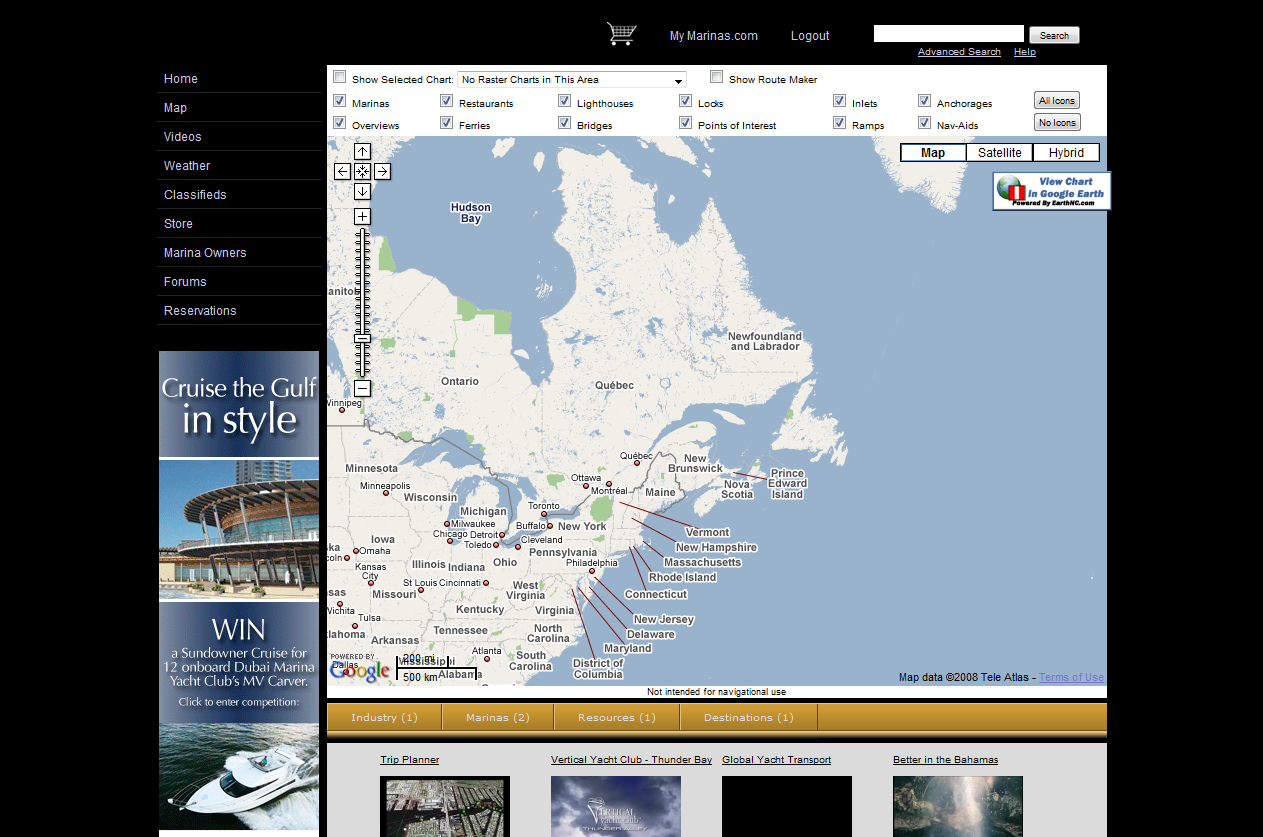 My Marinas.com
Logout
Search
Advanced Search
Help
Home
Map
Videos
Weather
Classifieds
Store
Marina Owners
Forums
Reservations
Show Selected Chart:
No Raster Charts in This Area
Show Route Maker
Marinas
Restaurants
Lighthouses
Locks
Inlets
Anchorages
All Icons
Overviews
Ferries
Bridges
Points of Interest
Ramps
Nav-Aids
No Icons
Map
Satellite
Hybrid
View Chart
in Google Earth
Powered By EarthNC.com
Hudson
Bay
anitob
Newfoundland
and Labrador
Ontario
Québec
Winnipeg
Québec
New
Brunswick
Prince
Edward
Island
Nova
Scotia
Minnesota
Minneapolis
Wisconsin
Ottawa
Montréal
Maine
Michigan
Toronto
Milwaukee
Buffalo
New York
Vermont
Chicago
Detroit
Toledo
Cleveland
New Hampshire
Iowa
Omaha
ska
coln
Pennsylvania
Massachusetts
Illinois
Indiana
Ohio
Philadelphia
Rhode Island
Kansas
City
St Louis
Cincinnati
West
Virginia
Connecticut
sas
Missouri
Wichita
Kentucky
Virginia
New Jersey
Tulsa
lahoma
Arkansas
Tennessee
North
Carolina
Delaware
Maryland
Atlanta
South
Carolina
District of
Columbia
POWERED BY
Google
Dallas
Mississippi
Alabama
200 mi
500 km
Map data ©2008 Tele Atlas - Terms of Use
Not intended for navigational use
Cruise the Gulf
in style
WIN
a Sundowner Cruise for
12 onboard Dubai Marina
Yacht Club's MV Carver.
Click to enter competition:
Industry (1)
Marinas (2)
Resources (1)
Destinations (1)
Trip Planner
Vertical Yacht Club - Thunder Bay
Global Yacht Transport
Better in the Bahamas
VERTICAL
yacht club